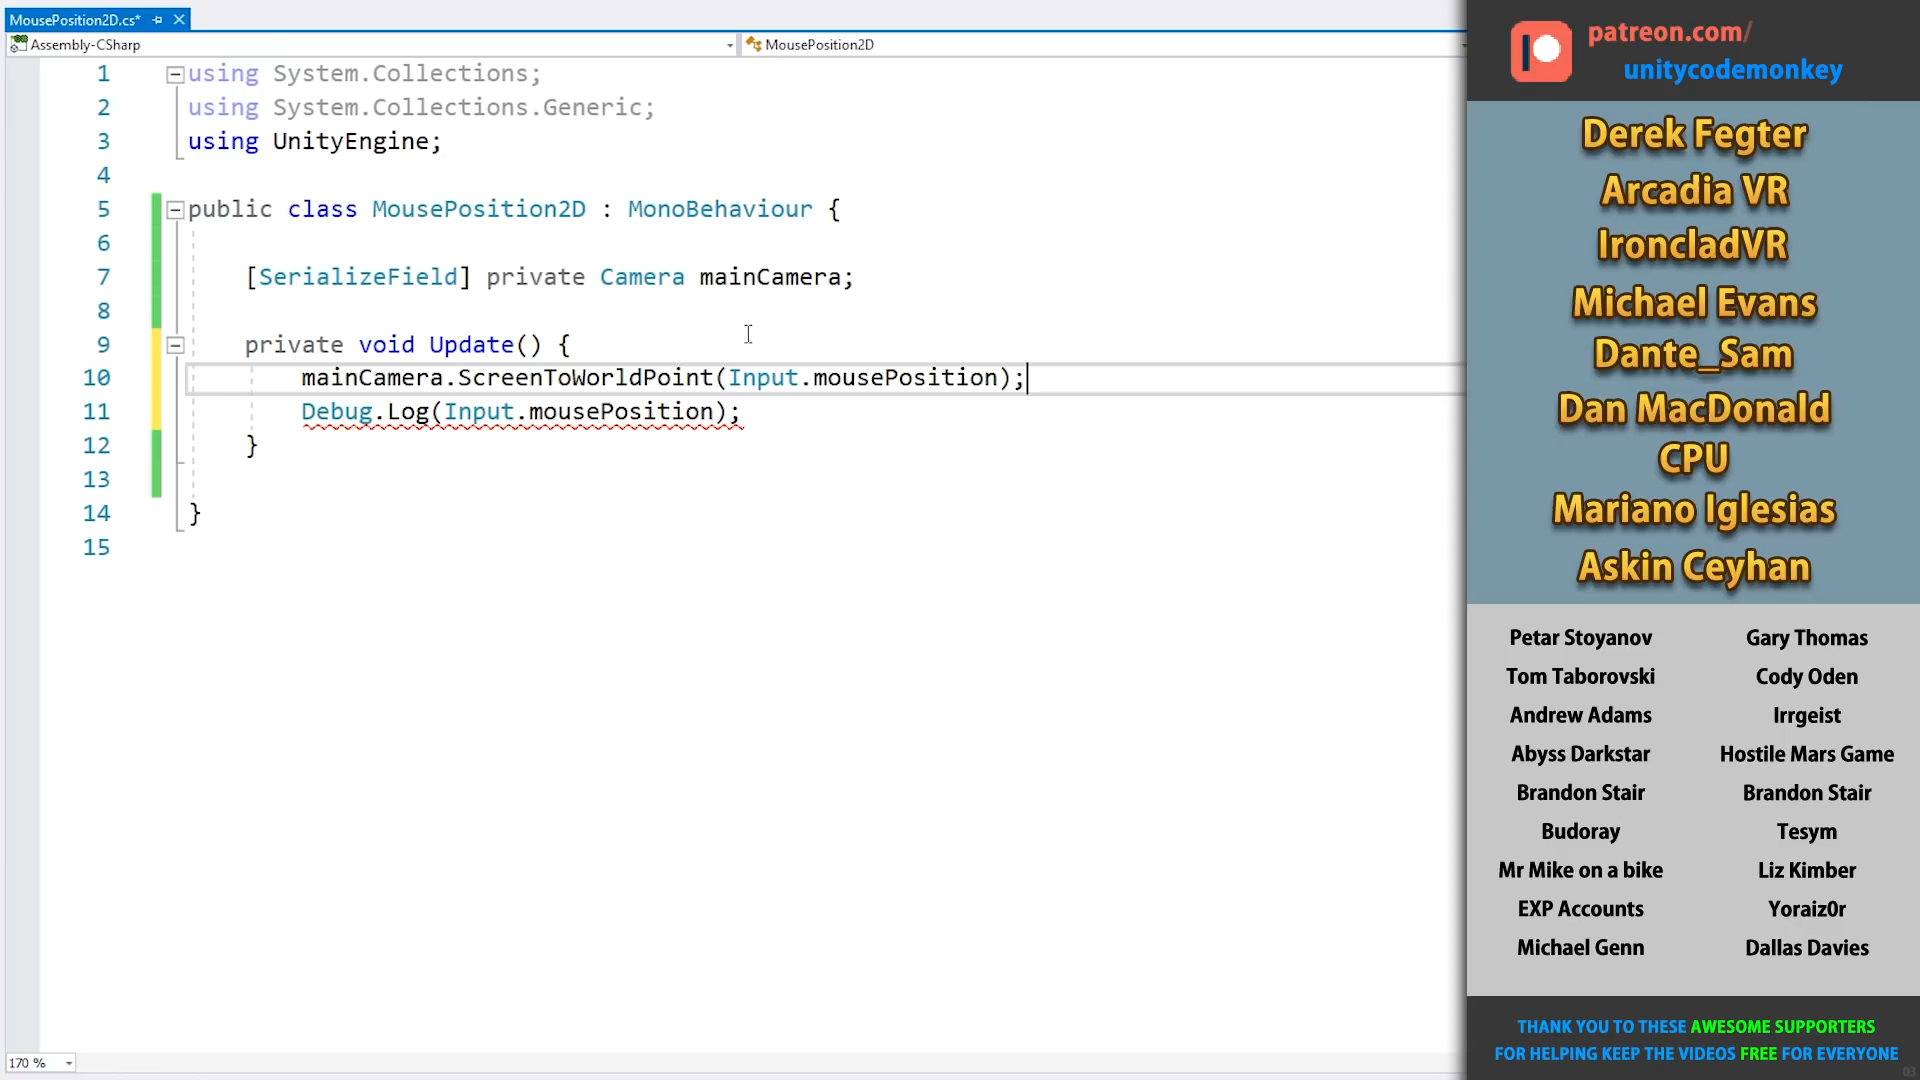 MousePosition2D.cs*
Assembly-CSharp
MousePosition2D
1 using System.Collections;
2 using System.Collections.Generic;
3 using UnityEngine;
4
5 public class MousePosition2D : MonoBehaviour {
6
7 [SerializeField] private Camera mainCamera;
8
9 private void Update() {
10 mainCamera.ScreenToWorldPoint(Input.mousePosition);
11 Debug.Log(Input.mousePosition);
12 }
13
14 }
15
170 %
patreon.com/
unitycodemonkey
Derek Fegter
Arcadia VR
IroncladVR
Michael Evans
Dante_Sam
Dan MacDonald
CPU
Mariano Iglesias
Askin Ceyhan
Petar Stoyanov Gary Thomas
Tom Taborovski Cody Oden
Andrew Adams Irrgeist
Abyss Darkstar Hostile Mars Game
Brandon Stair Brandon Stair
Budoray Tesym
Mr Mike on a bike Liz Kimber
EXP Accounts Yoraiz0r
Michael Genn Dallas Davies
THANK YOU TO THESE AWESOME SUPPORTERS
FOR HELPING KEEP THE VIDEOS FREE FOR EVERYONE
03